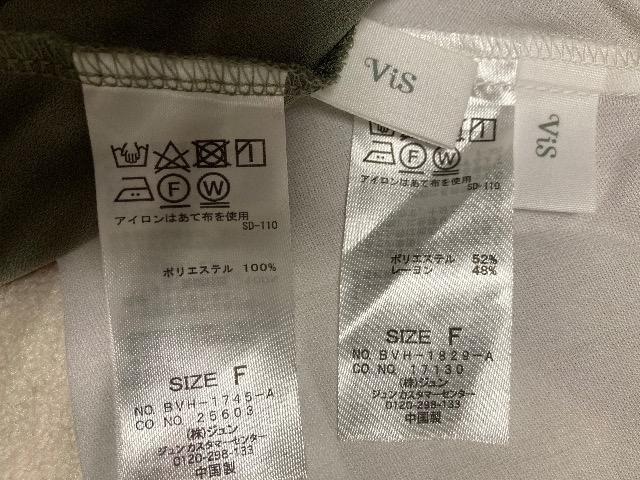 ViS
アイロンはあて布を使用
SD-110
ポリエステル 100%
SIZE F
NO. BVH-1745-A
CO NO. 25603
(株)ジュン
ジュンカスタマーセンター
0120-298-133
中国製
ViS
アイロンはあて布を使用
SD-110
ポリエステル 52%
レーヨン 48%
SIZE F
NO. BVH-1829-A
CO NO. 17130
(株)ジュン
ジュンカスタマーセンター
0120-298-133
中国製